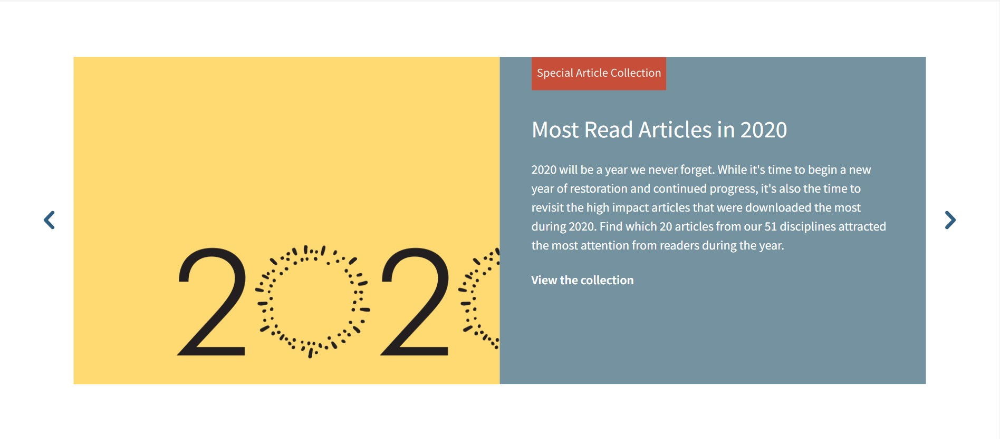 Special Article Collection
Most Read Articles in 2020
2020 will be a year we never forget. While it's time to begin a new
year of restoration and continued progress, it's also the time to
revisit the high impact articles that were downloaded the most
during 2020. Find which 20 articles from our 51 disciplines attracted
the most attention from readers during the year.
View the collection
2020